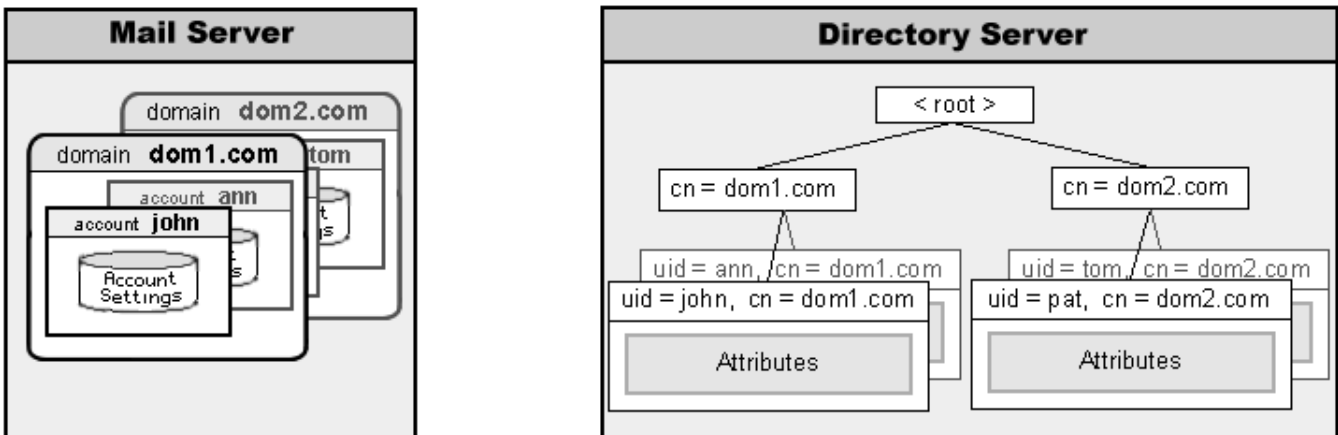 Mail Server
domain dom2.com
tom
domain dom1.com
account ann
account john
Account
Settings
Directory Server
< root >
cn = dom1.com
cn = dom2.com
uid = ann, cn = dom1.com
uid = john, cn = dom1.com
Attributes
uid = tom, cn = dom2.com
uid = pat, cn = dom2.com
Attributes